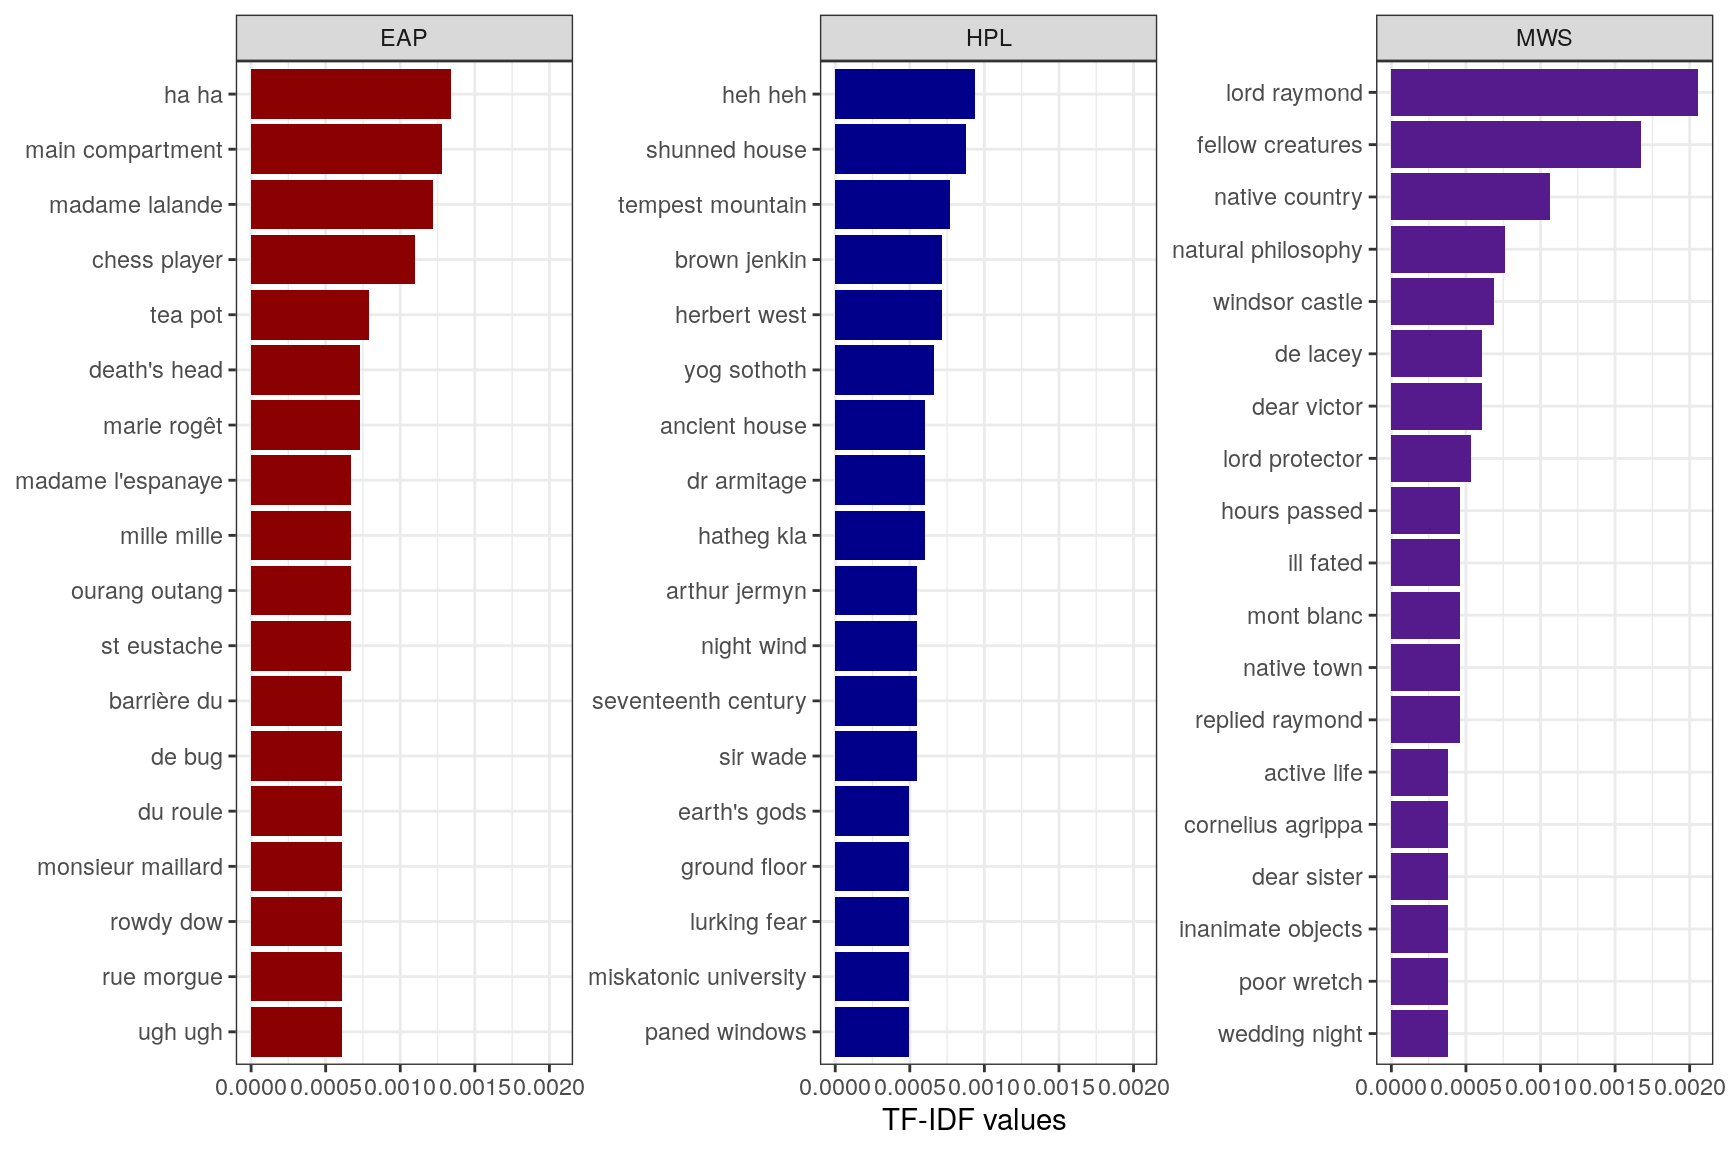 EAP
HPL
MWS
ha ha
main compartment
madame lalande
chess player
tea pot
death's head
marie rogêt
madame l'espanaye
mille mille
ourang outang
st eustache
barrière du
de bug
du roule
monsieur maillard
rowdy dow
rue morgue
ugh ugh
0.0000 0.0005 0.0010 0.0015 0.0020
heh heh
shunned house
tempest mountain
brown jenkin
herbert west
yog sothoth
ancient house
dr armitage
hatheg kla
arthur jermyn
night wind
seventeenth century
sir wade
earth's gods
ground floor
lurking fear
miskatonic university
paned windows
0.0000 0.0005 0.0010 0.0015 0.0020
lord raymond
fellow creatures
native country
natural philosophy
windsor castle
de lacey
dear victor
lord protector
hours passed
ill fated
mont blanc
native town
replied raymond
active life
cornelius agrippa
dear sister
inanimate objects
poor wretch
wedding night
0.0000 0.0005 0.0010 0.0015 0.0020
TF-IDF values